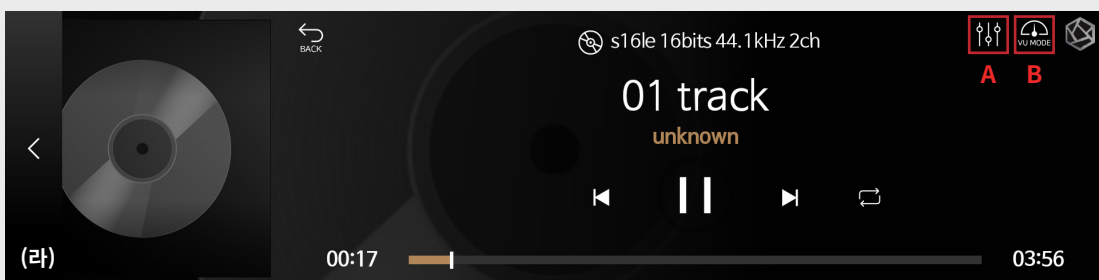 BACK
s16le 16bits 44.1kHz 2ch
VU MODE
A B
01 track
unknown
(라)
00:17
03:56